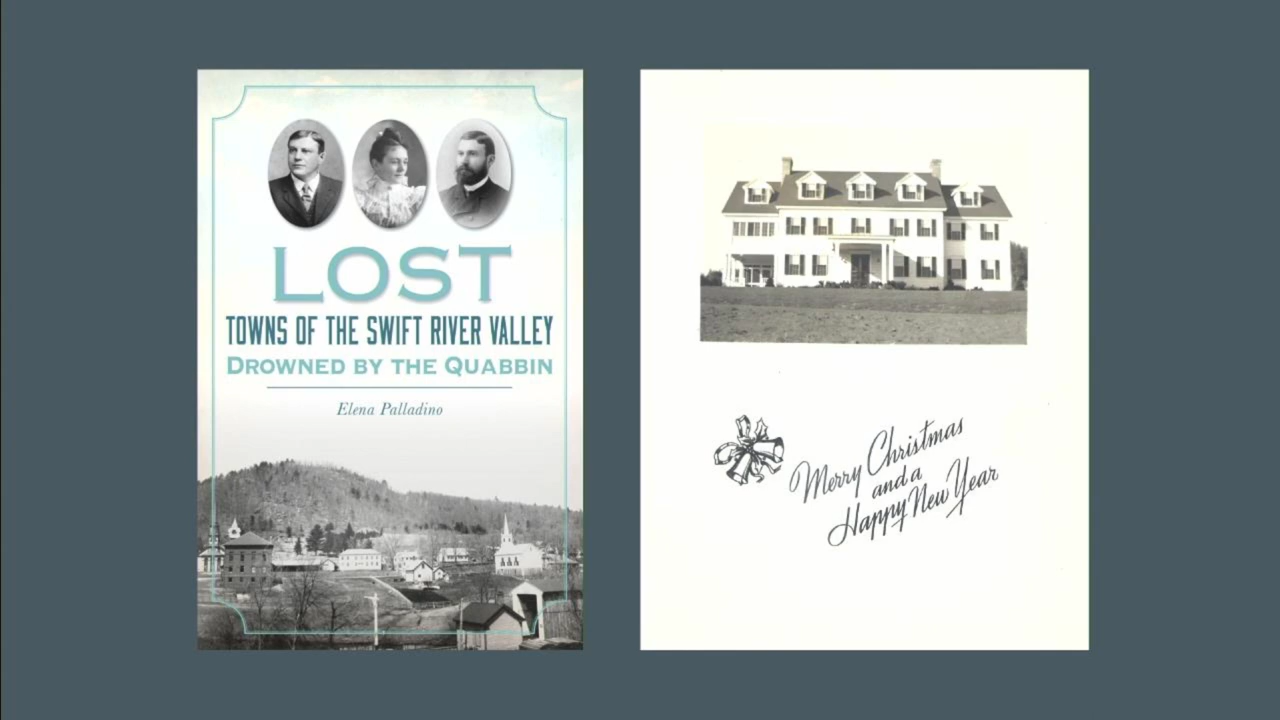 LOST
TOWNS OF THE SWIFT RIVER VALLEY
DROWNED BY THE QUABBIN
Elena Palladino
Merry Christmas
and a
Happy New Year